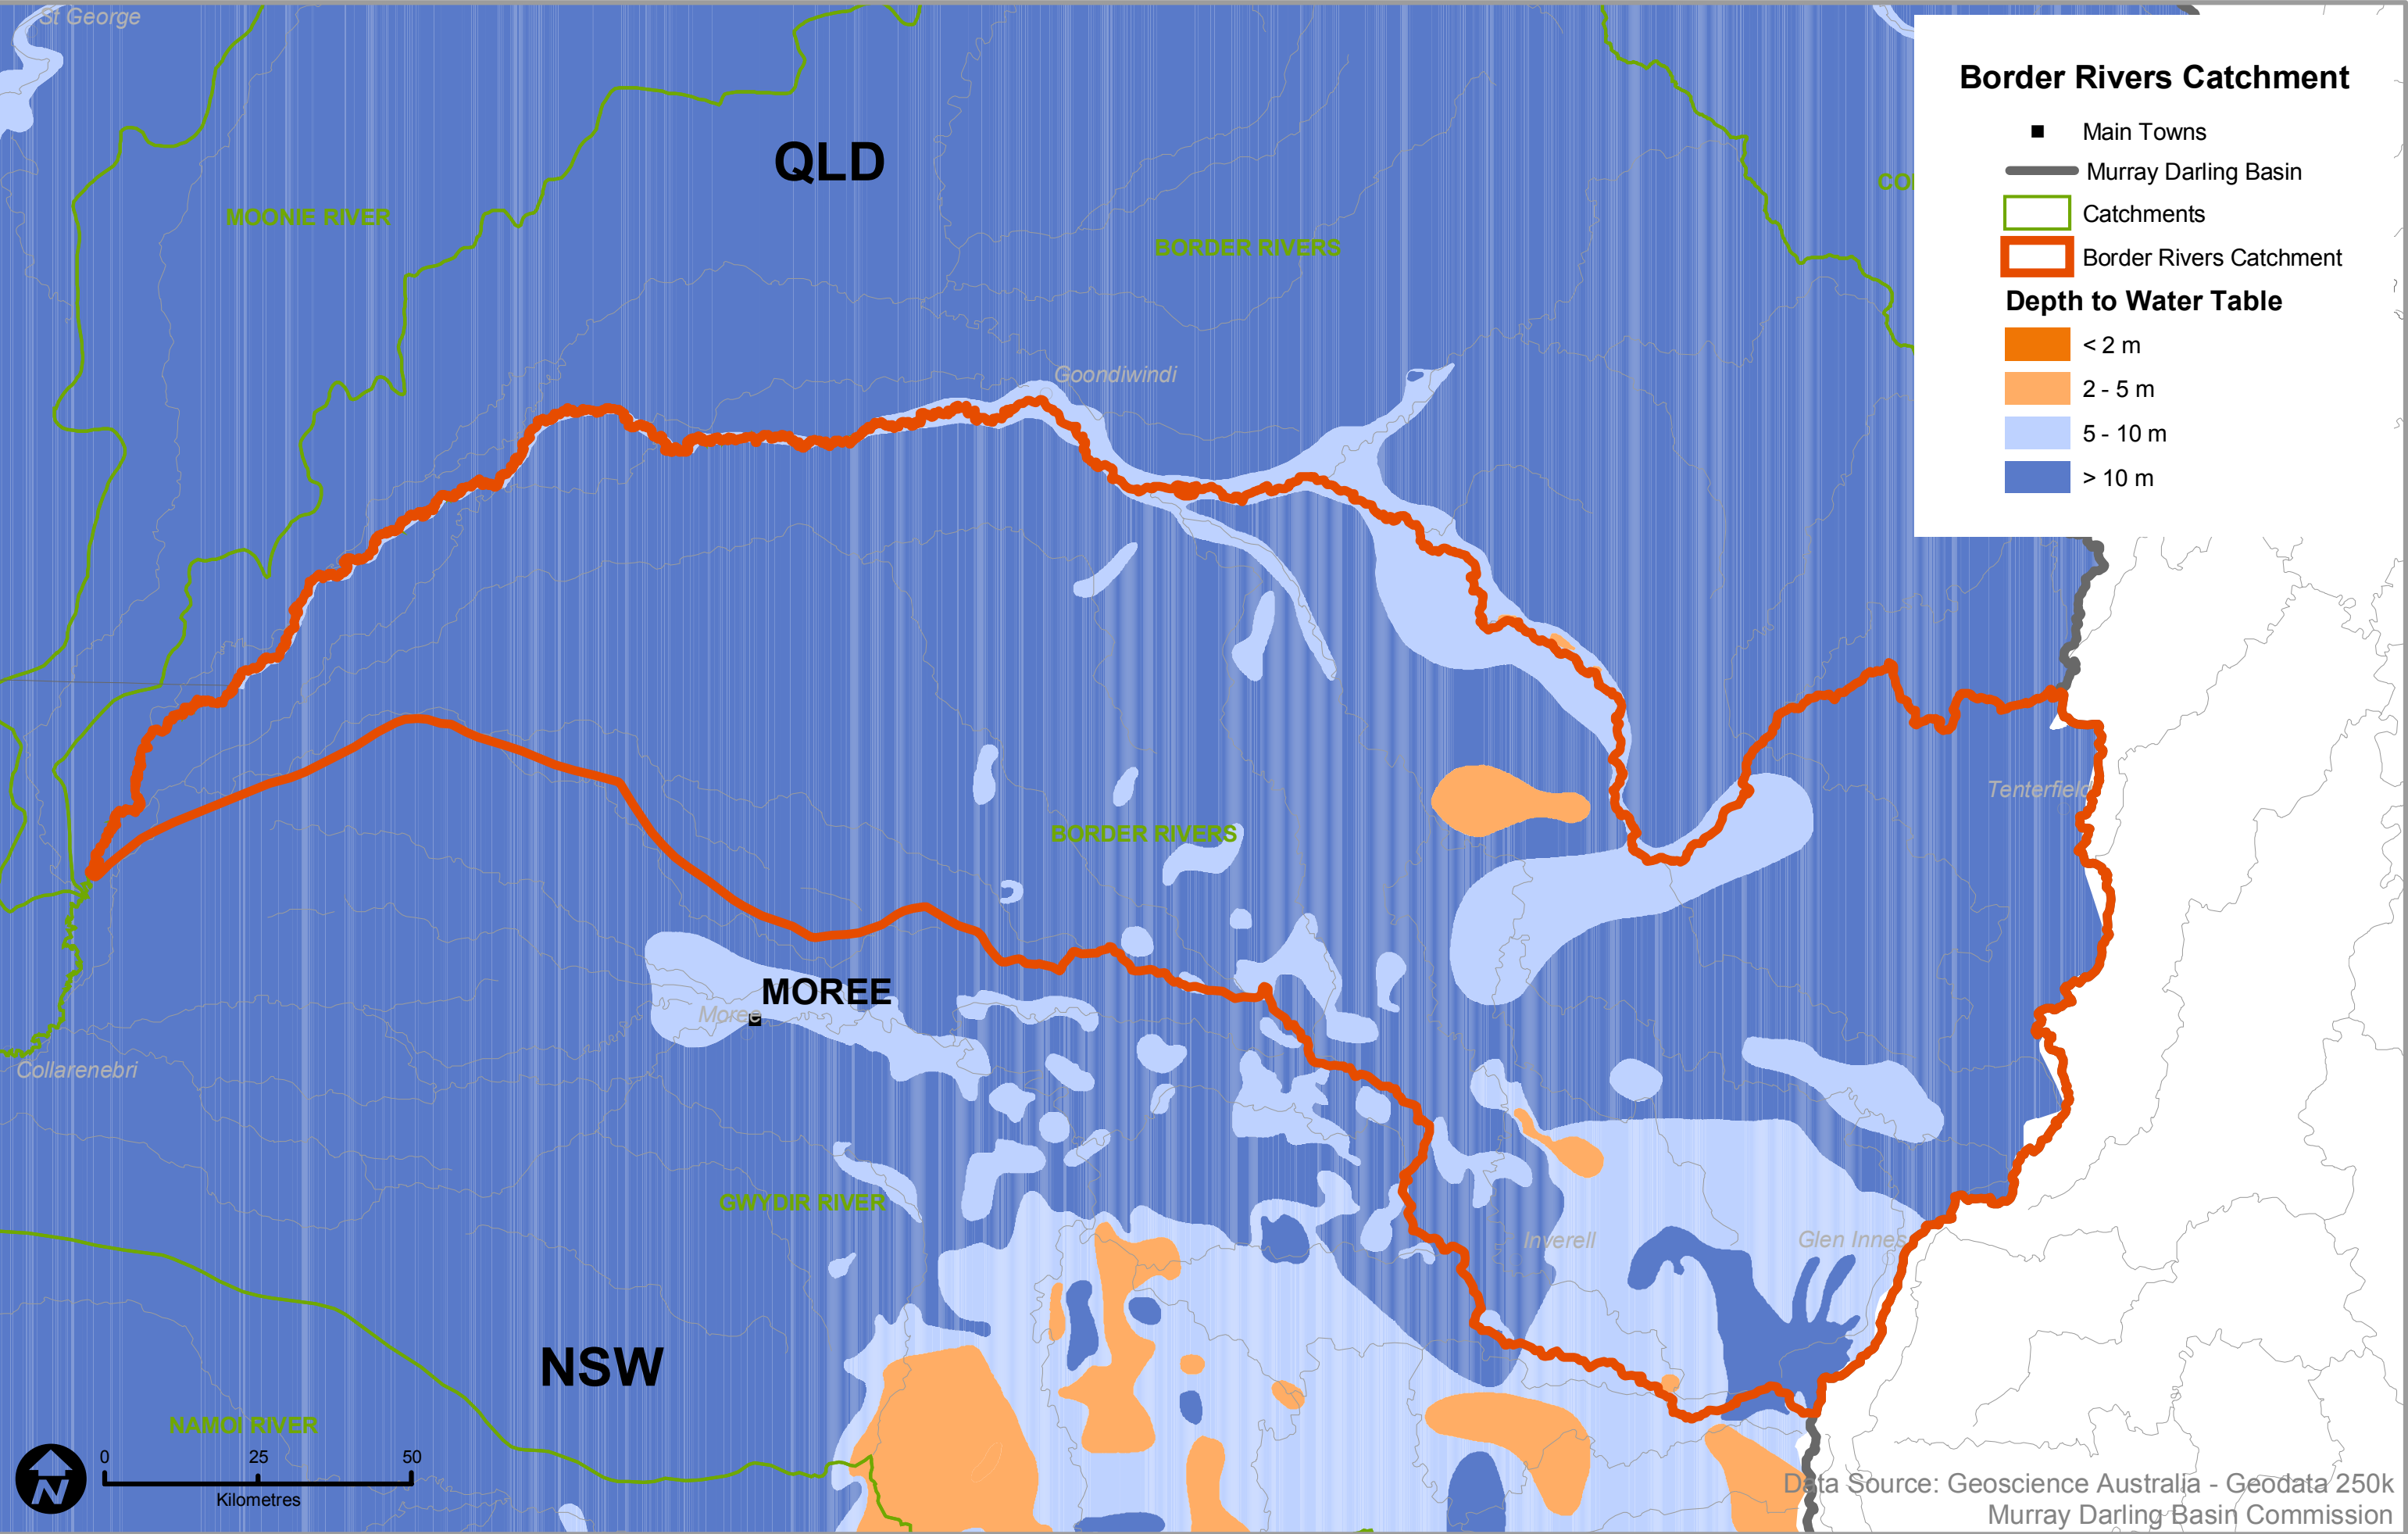 St George
QLD
MOONIE RIVER
BORDER RIVERS
Goondiwindi
Tenterfield
BORDER RIVERS
MOREE
Moree
Collarenebri
GWYDIR RIVER
Inverell
Glen Innes
NSW
NAMOI RIVER
N
0 25 50
Kilometres
Border Rivers Catchment
Main Towns
Murray Darling Basin
Catchments
Border Rivers Catchment
Depth to Water Table
< 2 m
2 - 5 m
5 - 10 m
> 10 m
Data Source: Geoscience Australia - Geodata 250k
Murray Darling Basin Commission